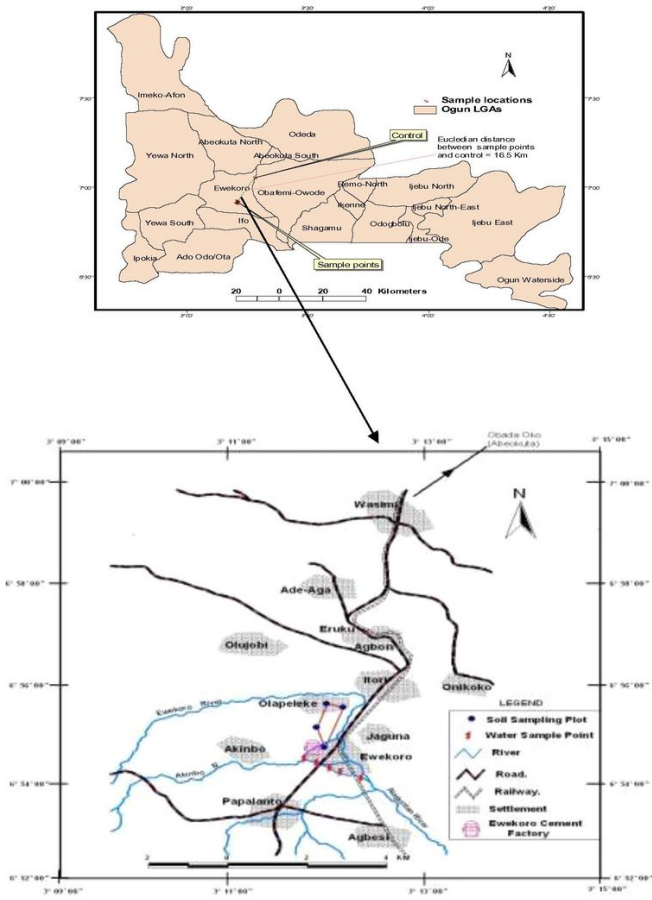 3°00'
3°30'
4°00'
4°30'
N
Imeko-Afon
7°30'
7°30'
Sample locations
Ogun LGAs
Odeda
Control
Abeokuta North
Eucledian distance
between sample points
and control = 16.5 Km
Yewa North
Abeokuta South
7°00'
7°00'
Ewekoro
Obafemi-Owode
Remo-North
Ijebu North
Ikenne
Ijebu North-East
Yewa South
Ifo
Shagamu
Odogbolu
Ijebu East
Ijebu-Ode
Ipokia
Ado Odo/Ota
Sample points
6°30'
6°30'
Ogun Waterside
20 0 20 40 Kilometers
3°00'
3°30'
4°00'
4°30'
Obada Oko
(Abeokuta)
3° 09'00"
3° 11'00"
3° 13'00"
3° 15'00"
7° 00'00"
7° 00'00"
Wasimi
N
6° 58'00"
6° 58'00"
Ade-Aga
Eruku
Olujobi
Agbon
6° 56'00"
6° 56'00"
Itori
Onikoko
LEGEND
Ewekoro River
Olapeleke
Soil Sampling Plot
Water Sample Point
Jaguna
River
Akinbo
Ewekoro
Road.
Akinbo R.
6° 54'00"
6° 54'00"
Railway.
Papalanto
Settlement
River
Ewekoro Cement
Factory
Agbesi
2 0 2 4 KM
6° 52'00"
6° 52'00"
3° 09'00"
3° 11'00"
3° 13'00"
3° 15'00"